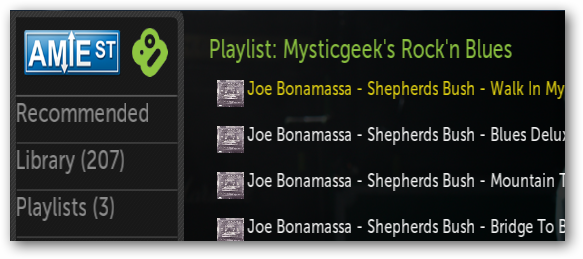 AMIE ST
Recommended
Library (207)
Playlists (3)
Playlist: Mysticgeek's Rock'n Blues
Joe Bonamassa - Shepherds Bush - Walk In My
Joe Bonamassa - Shepherds Bush - Blues Delu
Joe Bonamassa - Shepherds Bush - Mountain T
Joe Bonamassa - Shepherds Bush - Bridge To B